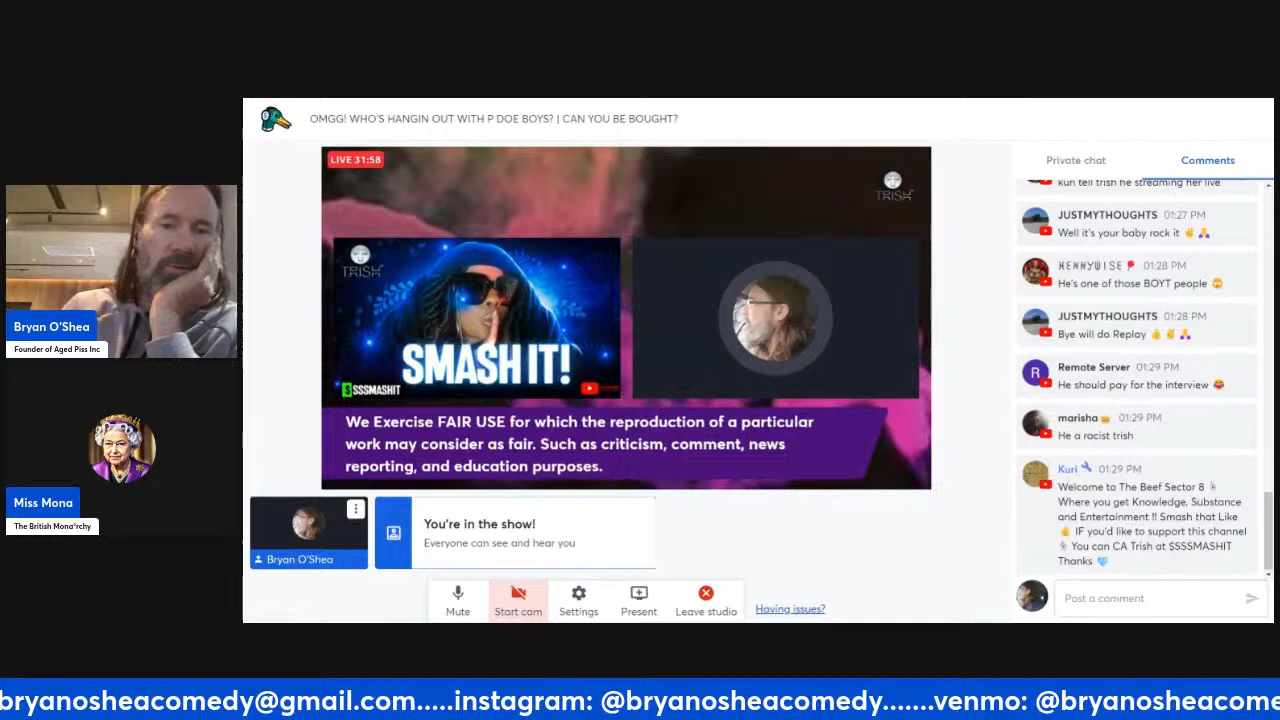 OMGG! WHO'S HANGIN OUT WITH P DOE BOYS? | CAN YOU BE BOUGHT?
LIVE 31:58
TRISH
TRISH
SMASH IT!
$ SSSMASHIT
We Exercise FAIR USE for which the reproduction of a particular
work may consider as fair. Such as criticism, comment, news
reporting, and education purposes.
Bryan O'Shea
Founder of Aged Piss Inc
Miss Mona
The British Mona*rchy
Bryan O'Shea
You're in the show!
Everyone can see and hear you
Mute
Start cam
Settings
Present
Leave studio
Having issues?
Private chat
Comments
kuri tell trish he streaming her live
JUSTMYTHOUGHTS 01:27 PM
Well it's your baby rock it ✌️ 🙏
01:28 PM
He's one of those BOYT people 🙄
JUSTMYTHOUGHTS 01:28 PM
Bye will do Replay 👍 ✌️ 🙏
R
Remote Server 01:29 PM
He should pay for the interview
marisha 👑 01:29 PM
He a racist trish
Kuri 🔧 01:29 PM
Welcome to The Beef Sector 8
Where you get Knowledge, Substance
and Entertainment !! Smash that Like
👍 IF you'd like to support this channel
You can CA Trish at $SSSMASHIT
Thanks 💎
Post a comment
bryanosheacomedy@gmail.com.....instagram: @bryanosheacomedy.......venmo: @bryanosheacome